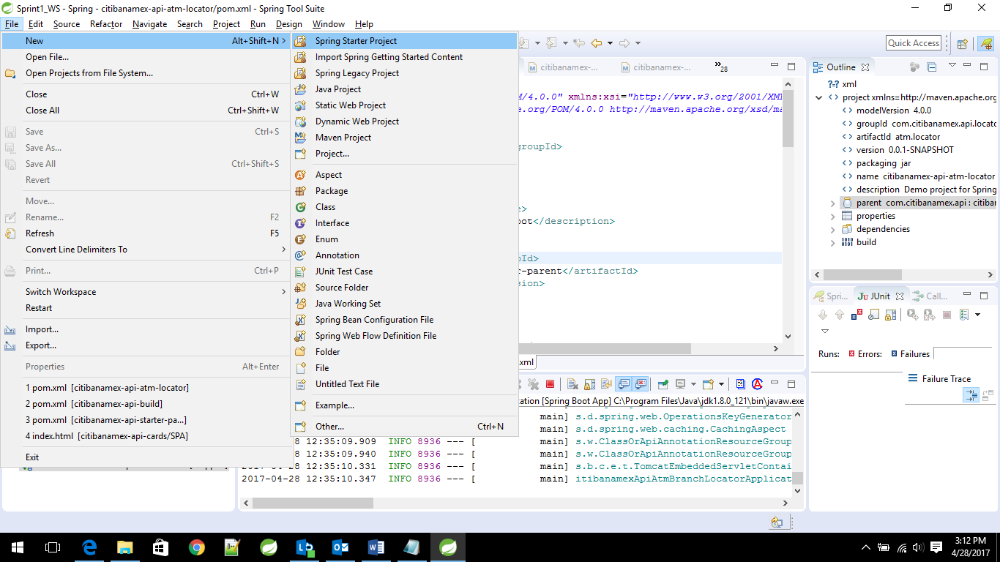 Sprint1_WS - Spring - citibanamex-api-atm-locator/pom.xml - Spring Tool Suite
File Edit Source Refactor Navigate Search Project Run Design Window Help
New Alt+Shift+N >
Open File...
Open Projects from File System...
Close Ctrl+W
Close All Ctrl+Shift+W
Save Ctrl+S
Save As...
Save All Ctrl+Shift+S
Revert
Move...
Rename... F2
Refresh F5
Convert Line Delimiters To >
Print... Ctrl+P
Switch Workspace >
Restart
Import...
Export...
Properties Alt+Enter
1 pom.xml [citibanamex-api-atm-locator]
2 pom.xml [citibanamex-api-build]
3 pom.xml [citibanamex-api-starter-pa...]
4 index.html [citibanamex-api-cards/SPA]
Exit
Spring Starter Project
Import Spring Getting Started Content
Spring Legacy Project
Java Project
Static Web Project
Dynamic Web Project
Maven Project
Project...
Aspect
Package
Class
Interface
Enum
Annotation
JUnit Test Case
Source Folder
Java Working Set
Spring Bean Configuration File
Spring Web Flow Definition File
Folder
File
Untitled Text File
Example...
Other... Ctrl+N
Quick Access
citibanamex-... citibanamex-... »28
M/4.0.0" xmlns:xsi="http://www.w3.org/2001/XM
e.org/POM/4.0.0 http://maven.apache.org/xsd/ma
groupId>
e>
oot</description>
pId>
r-parent</artifactId>
sion>
xml
Outline
?=? xml
project xmlns=http://maven.apache.org
modelVersion 4.0.0
groupId com.citibanamex.api.locato
artifactId atm.locator
version 0.0.1-SNAPSHOT
packaging jar
name citibanamex-api-atm-locator
description Demo project for Spring
parent com.citibanamex.api : citiban
properties
dependencies
build
Spri... JUnit Call...
Runs: Errors: Failures
Failure Trace
cation [Spring Boot App] C:\Program Files\Java\jdk1.8.0_121\bin\javaw.exe
main] s.d.spring.web.OperationsKeyGenerator
main] s.d.spring.web.caching.CachingAspect
8 12:35:09.909 INFO 8936 --- [ main] s.w.ClassOrApiAnnotationResourceGroup
8 12:35:09.940 INFO 8936 --- [ main] s.w.ClassOrApiAnnotationResourceGroup
2017-04-28 12:35:10.331 INFO 8936 --- [ main] s.b.c.e.t.TomcatEmbeddedServletContai
2017-04-28 12:35:10.347 INFO 8936 --- [ main] itibanamexApiAtmBranchLocatorApplicat
3:12 PM
4/28/2017